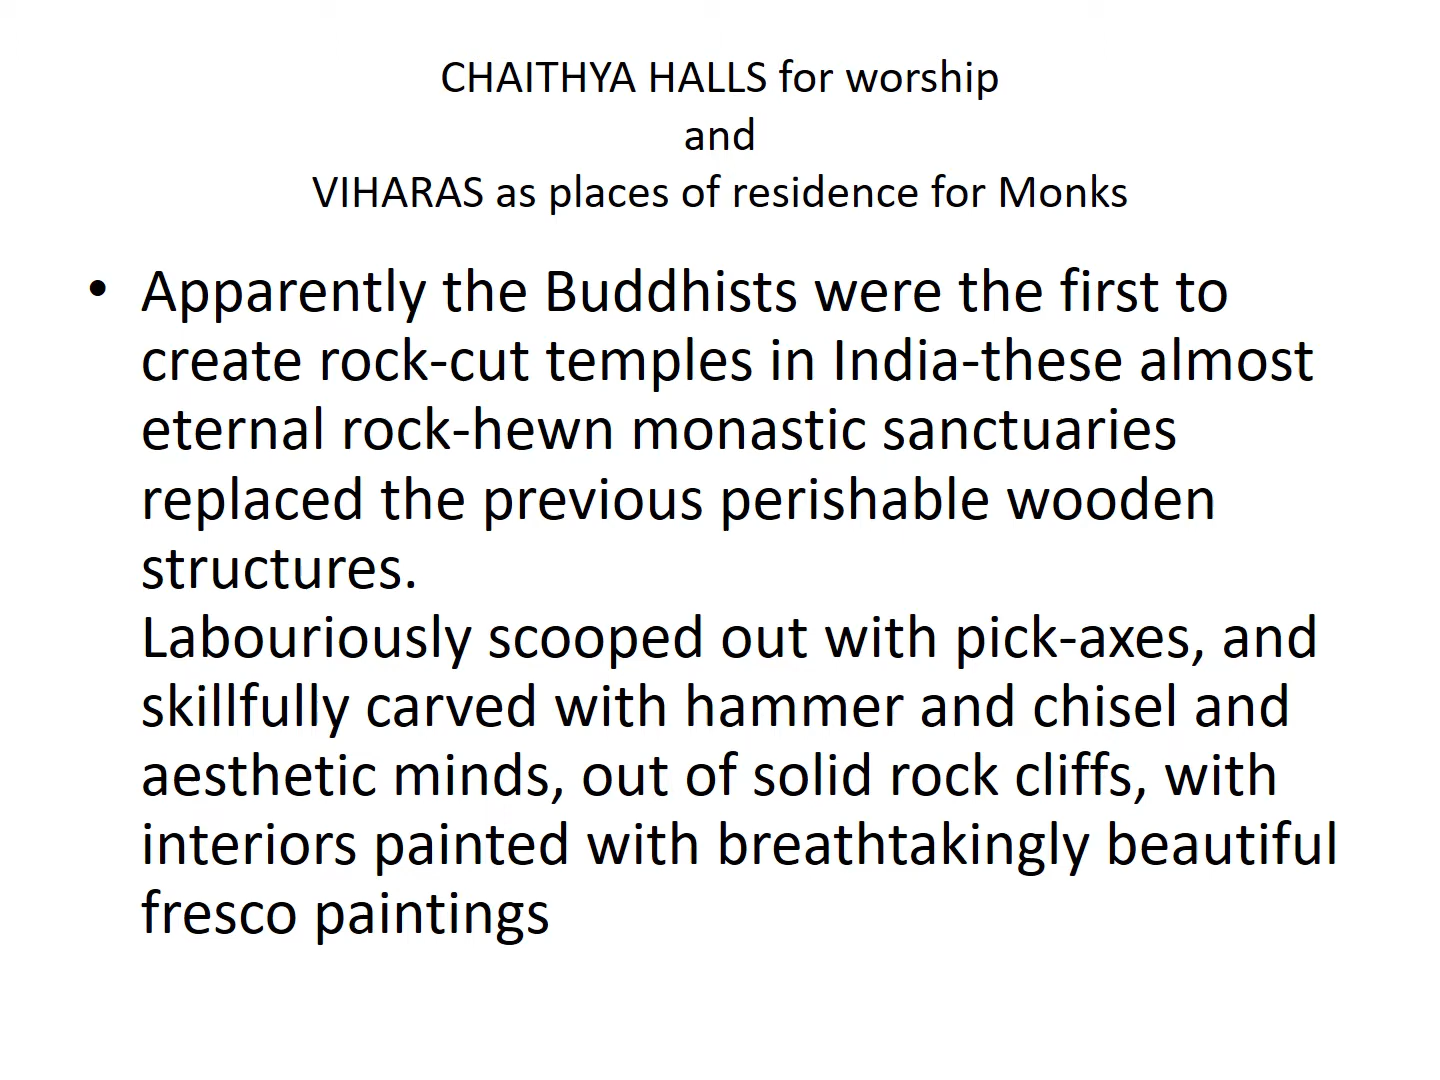 CHAITHYA HALLS for worship
and
VIHARAS as places of residence for Monks
• Apparently the Buddhists were the first to
create rock-cut temples in India-these almost
eternal rock-hewn monastic sanctuaries
replaced the previous perishable wooden
structures.
Labouriously scooped out with pick-axes, and
skillfully carved with hammer and chisel and
aesthetic minds, out of solid rock cliffs, with
interiors painted with breathtakingly beautiful
fresco paintings